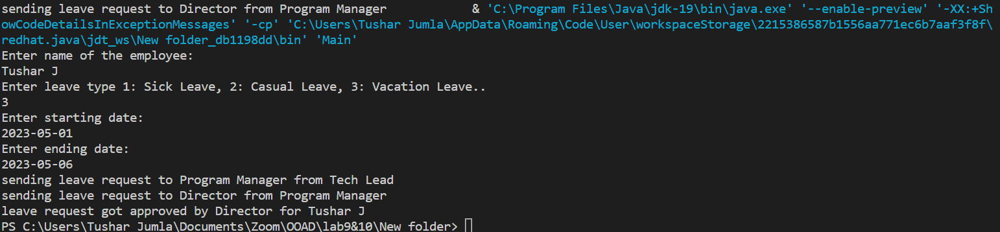 sending leave request to Director from Program Manager            & 'C:\Program Files\Java\jdk-19\bin\java.exe' '--enable-preview' '-XX:+Sh
owCodeDetailsInExceptionMessages' '-cp' 'C:\Users\Tushar Jumla\AppData\Roaming\Code\User\workspaceStorage\2215386587b1556aa771ec6b7aaf3f8f\
redhat.java\jdt_ws\New folder_db1198dd\bin' 'Main'
Enter name of the employee:
Tushar J
Enter leave type 1: Sick Leave, 2: Casual Leave, 3: Vacation Leave..
3
Enter starting date:
2023-05-01
Enter ending date:
2023-05-06
sending leave request to Program Manager from Tech Lead
sending leave request to Director from Program Manager
leave request got approved by Director for Tushar J
PS C:\Users\Tushar Jumla\Documents\Zoom\OOAD\lab9&10\New folder>